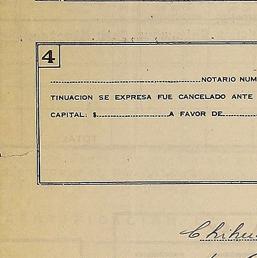 4
NOTARIO NUM
TINUACION SE EXPRESA FUE CANCELADO ANTE
CAPITAL: $ A FAVOR DE
Chihu